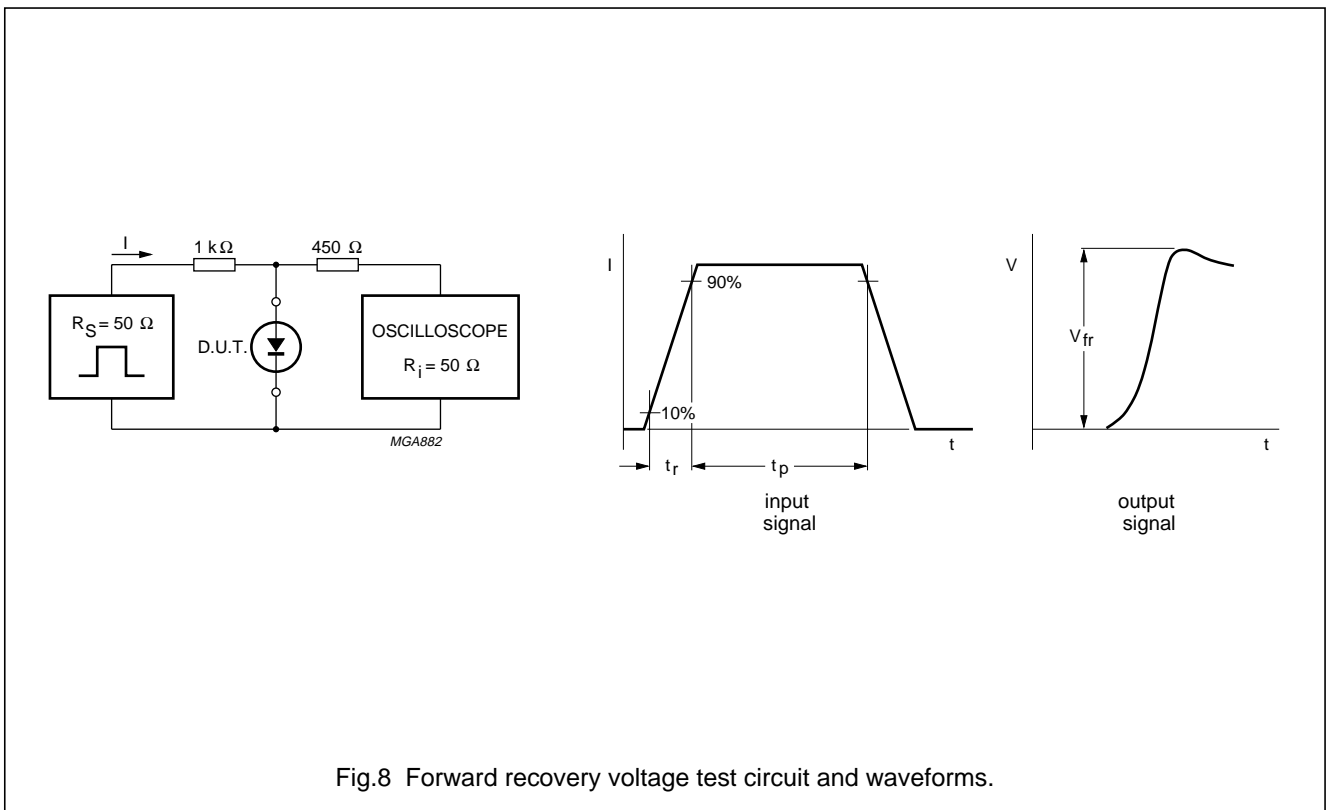 I
1 kΩ
450 Ω
R_S = 50 Ω
D.U.T.
OSCILLOSCOPE
R_i = 50 Ω
MGA882
I
90%
10%
t
t_r
t_p
input
signal
V
V_fr
t
output
signal
Fig.8 Forward recovery voltage test circuit and waveforms.